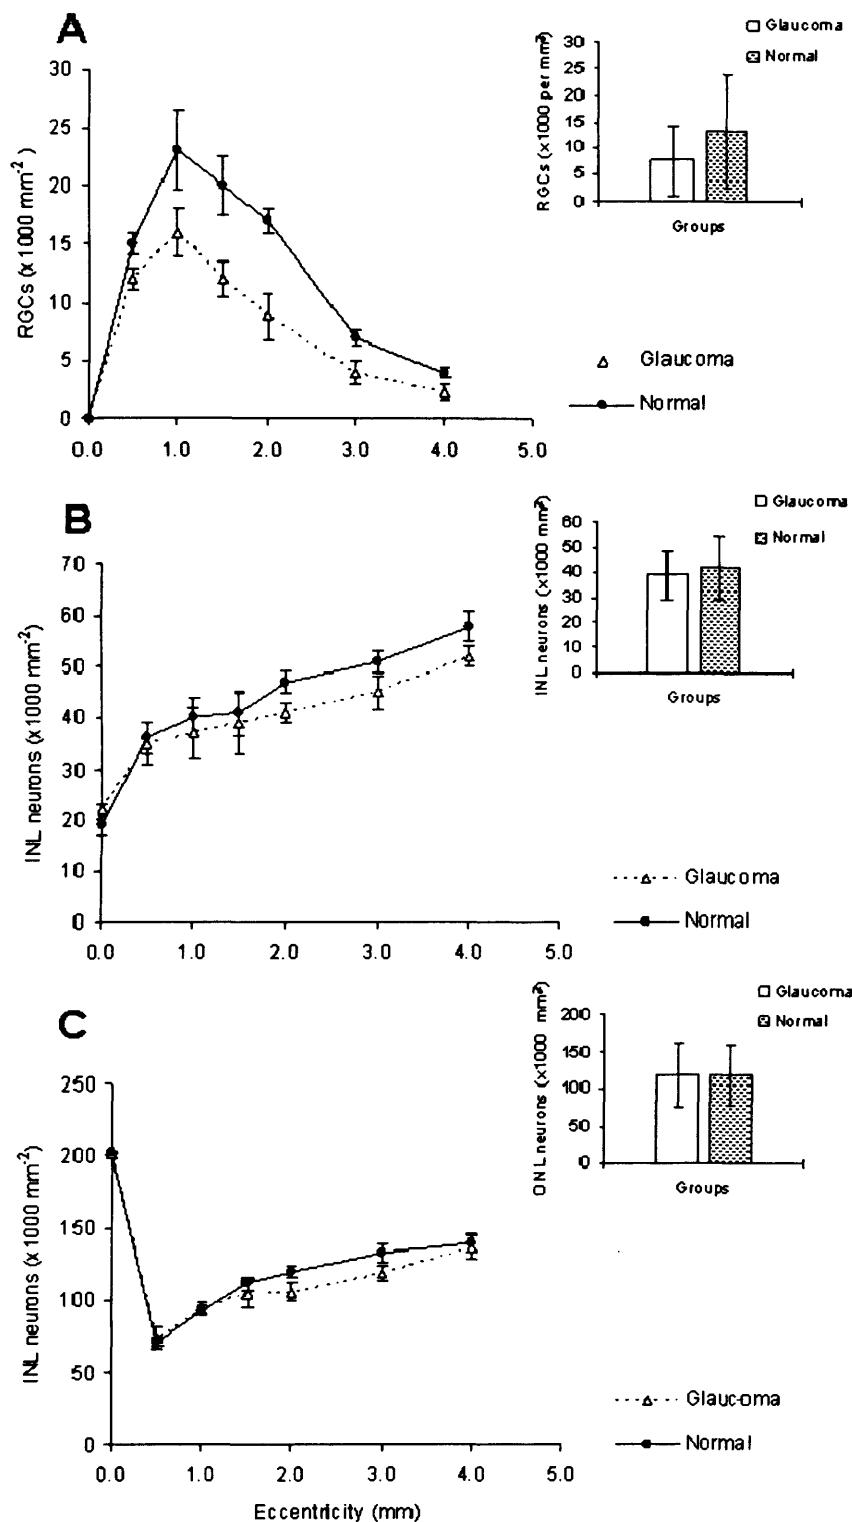 A
RGCs (x1000 mm-2)
30
25
20
15
10
5
0
0.0 1.0 2.0 3.0 4.0 5.0
Glaucoma
Normal
RGCs (x1000 per mm²)
30
25
20
15
10
5
0
Groups
Glaucoma
Normal
B
INL neurons (x1000 mm-2)
70
60
50
40
30
20
10
0
0.0 1.0 2.0 3.0 4.0 5.0
Glaucoma
Normal
INL neurons (x1000 mm²)
60
50
40
30
20
10
0
Groups
Glaucoma
Normal
C
INL neurons (x1000 mm-2)
250
200
150
100
50
0
0.0 1.0 2.0 3.0 4.0 5.0
Eccentricity (mm)
Glaucoma
Normal
ONL neurons (x1000 mm²)
200
150
100
50
0
Groups
Glaucoma
Normal